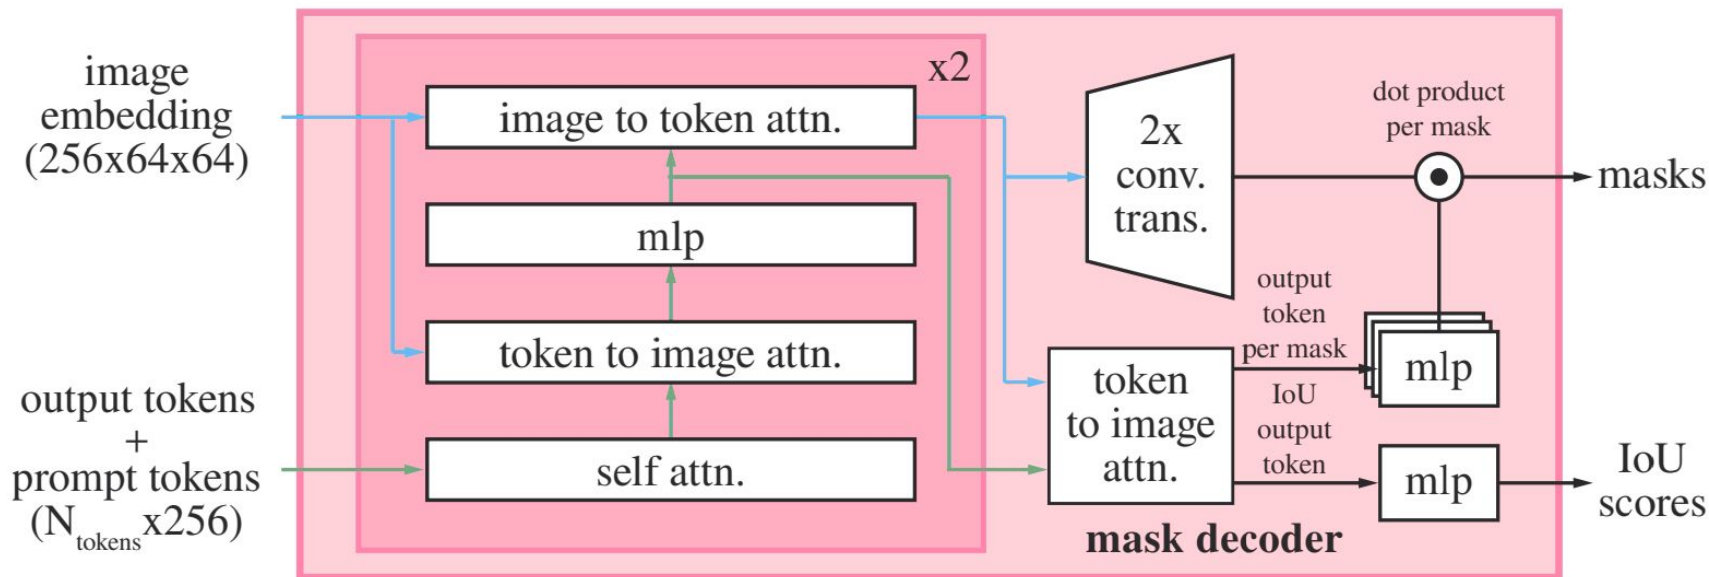 image
embedding
(256x64x64)
output tokens
+
prompt tokens
(Ntokensx256)
x2
image to token attn.
mlp
token to image attn.
self attn.
2x
conv.
trans.
dot product
per mask
masks
output
token
per mask
mlp
token
to image
attn.
IoU
output
token
mlp
IoU
scores
mask decoder